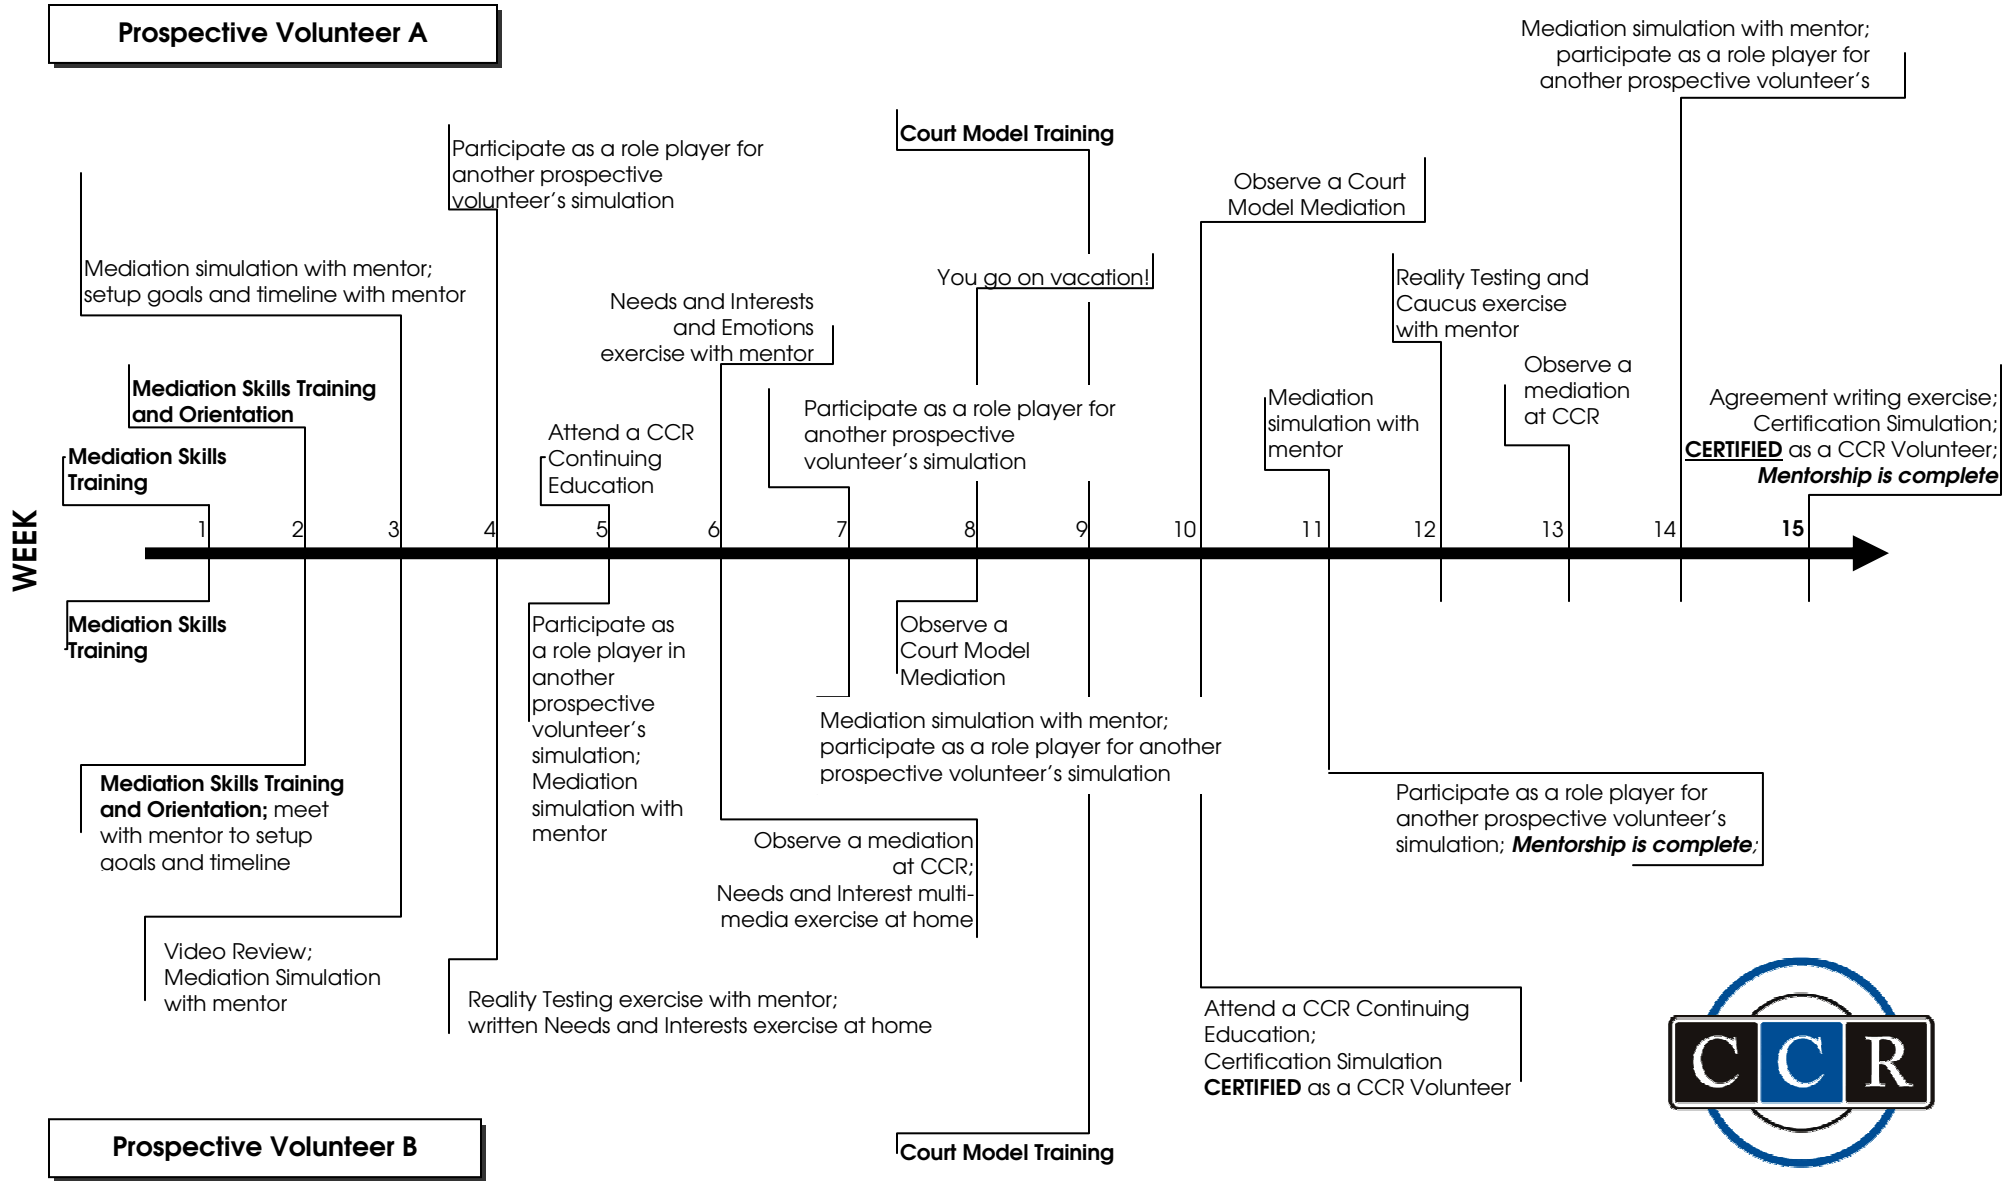 Prospective Volunteer A
Mediation simulation with mentor;
participate as a role player for
another prospective volunteer's
Court Model Training
Participate as a role player for
another prospective
volunteer's simulation
Observe a Court
Model Mediation
Mediation simulation with mentor;
setup goals and timeline with mentor
You go on vacation!
Reality Testing and
Caucus exercise
with mentor
Needs and Interests
and Emotions
exercise with mentor
Observe a
mediation
at CCR
Mediation Skills Training
and Orientation
Participate as a role player for
another prospective
volunteer's simulation
Mediation
simulation with
mentor
Agreement writing exercise;
Certification Simulation;
CERTIFIED as a CCR Volunteer;
Mentorship is complete
Attend a CCR
Continuing
Education
Mediation Skills
Training
WEEK
1 2 3 4 5 6 7 8 9 10 11 12 13 14 15
Mediation Skills
Training
Participate as
a role player in
another
prospective
volunteer's
simulation;
Mediation
simulation with
mentor
Observe a
Court Model
Mediation
Mediation simulation with mentor;
participate as a role player for another
prospective volunteer's simulation
Mediation Skills Training
and Orientation; meet
with mentor to setup
goals and timeline
Participate as a role player for
another prospective volunteer's
simulation; Mentorship is complete;
Observe a mediation
at CCR;
Needs and Interest multi-
media exercise at home
Video Review;
Mediation Simulation
with mentor
Reality Testing exercise with mentor;
written Needs and Interests exercise at home
Attend a CCR Continuing
Education;
Certification Simulation
CERTIFIED as a CCR Volunteer
CCR
Prospective Volunteer B
Court Model Training